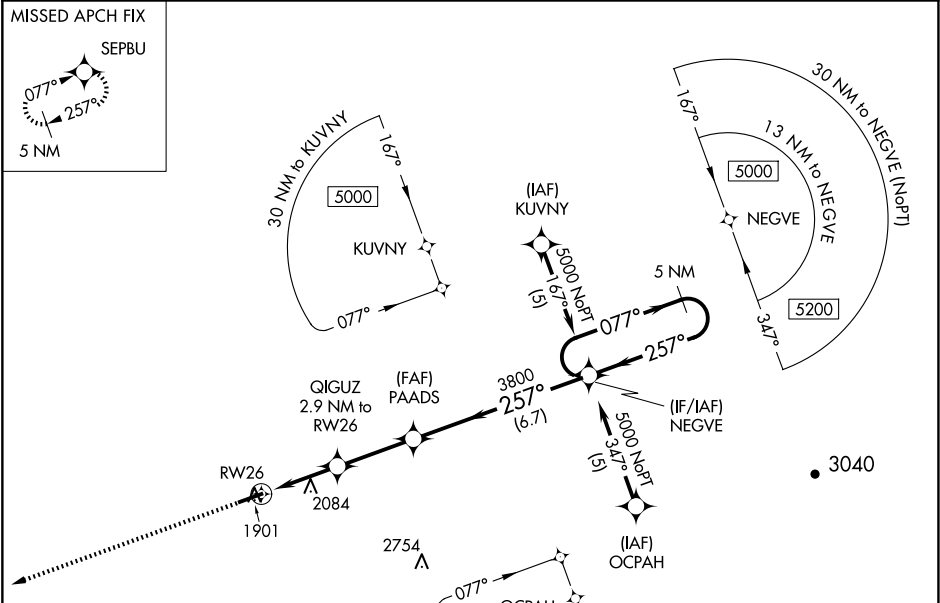 MISSED APCH FIX
SEPBU
077°
257°
5 NM
30 NM to KUVNY
167°
5000
KUVNY
077°
(IAF)
KUVNY
5000 NoPT
167°
(5)
30 NM to NEGVE (NoPT)
167°
13 NM to NEGVE
5000
NEGVE
5200
347°
5 NM
077°
257°
(IF/IAF)
NEGVE
3800
257°
(6.7)
(FAF)
PAADS
QIGUZ
2.9 NM to
RW26
RW26
1901
2084
2754
5000 NoPT
347°
(5)
(IAF)
OCPAH
3040
077°
OCPAH